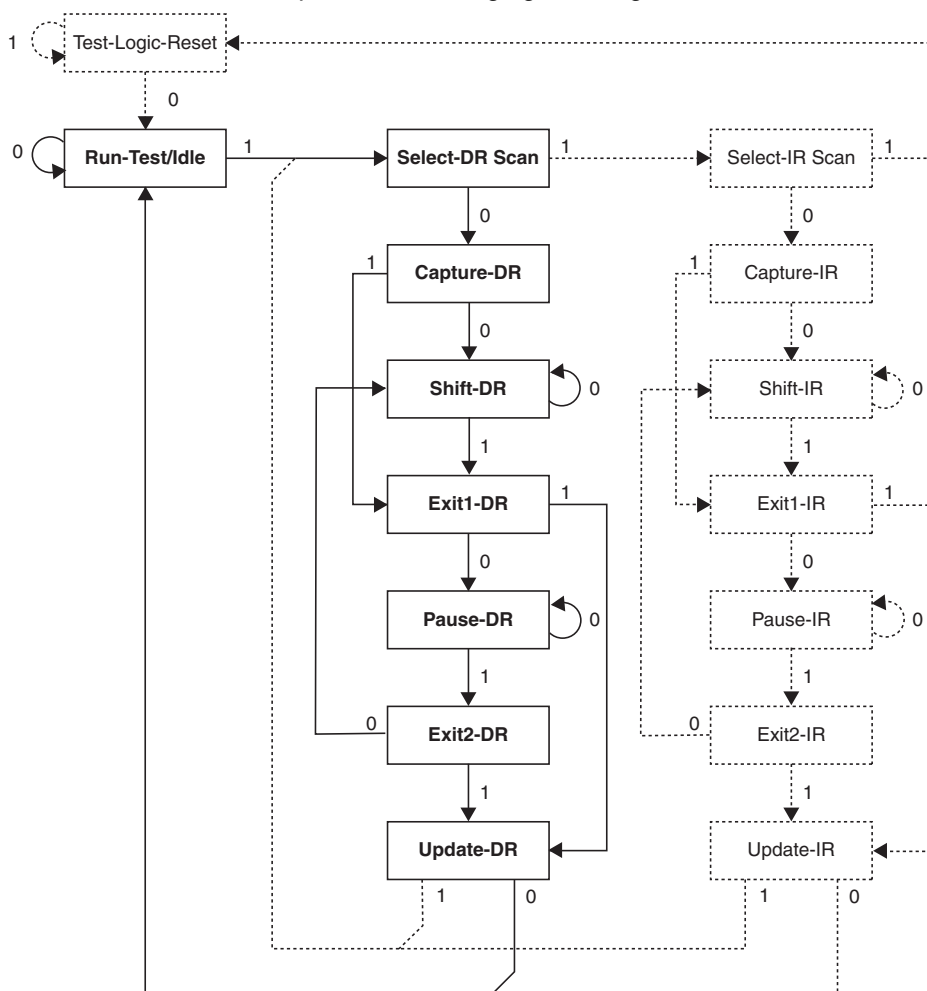 1
Test-Logic-Reset
0
0
Run-Test/Idle
1
Select-DR Scan
1
Select-IR Scan
1
0
0
1
Capture-DR
1
Capture-IR
0
0
Shift-DR
0
Shift-IR
0
1
1
Exit1-DR
1
Exit1-IR
1
0
0
Pause-DR
0
Pause-IR
0
1
1
0
Exit2-DR
0
Exit2-IR
1
1
Update-DR
Update-IR
1
0
1
0